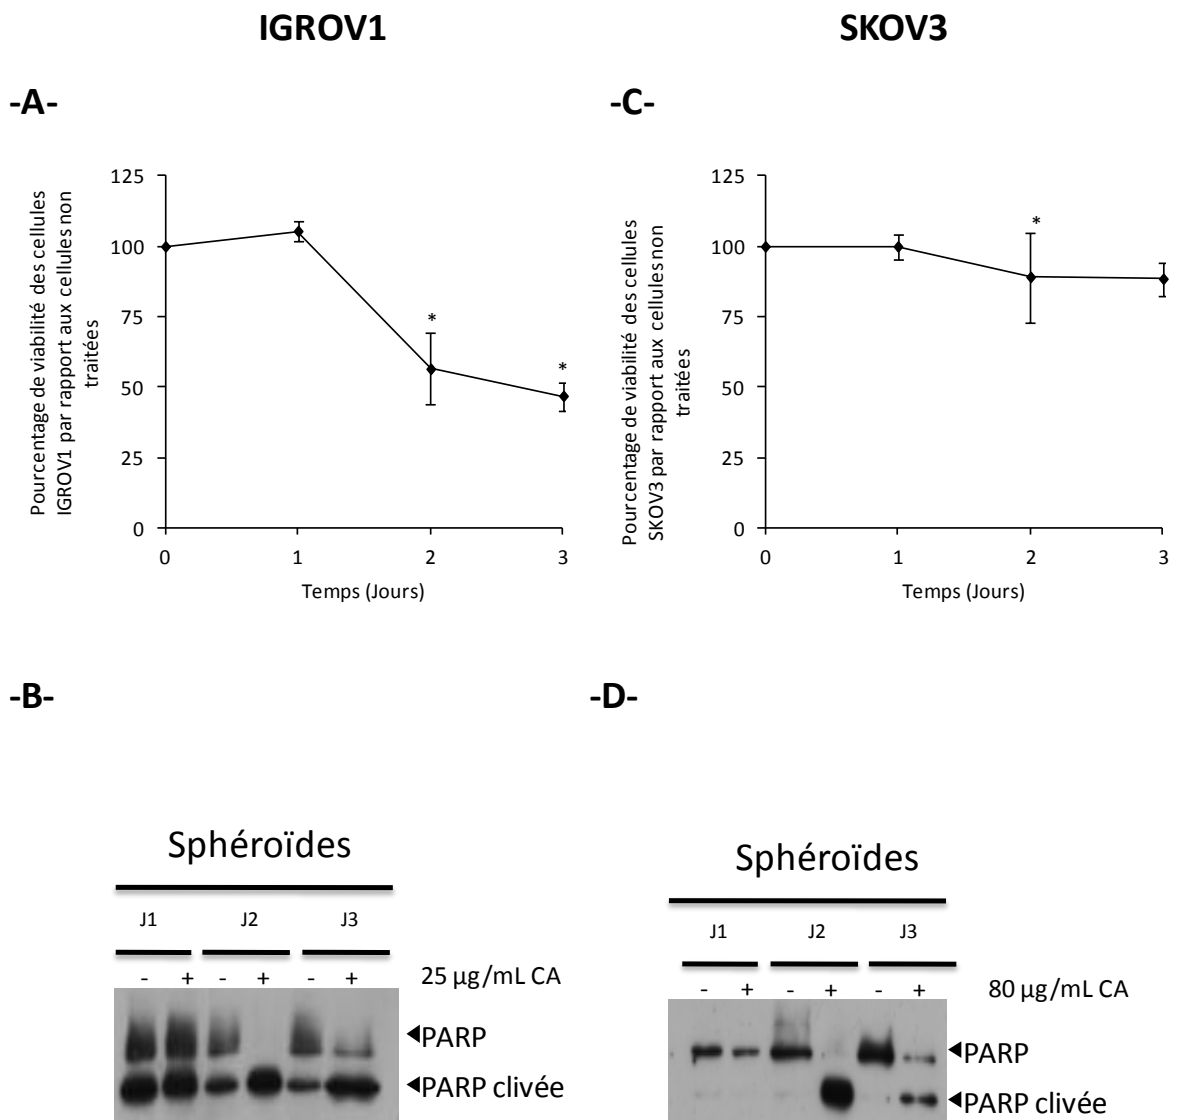 IGROV1
SKOV3
-A-
-C-
Pourcentage de viabilité des cellules
IGROV1 par rapport aux cellules non
traitées
125
100
75
50
25
0
*
*
0 1 2 3
Temps (Jours)
Pourcentage de viabilité des cellules
SKOV3 par rapport aux cellules non
traitées
125
100
75
50
25
0
*
0 1 2 3
Temps (Jours)
-B-
-D-
Sphéroïdes
J1 J2 J3
- + - + - + 25 µg/mL CA
PARP
PARP clivée
Sphéroïdes
J1 J2 J3
- + - + - + 80 µg/mL CA
PARP
PARP clivée